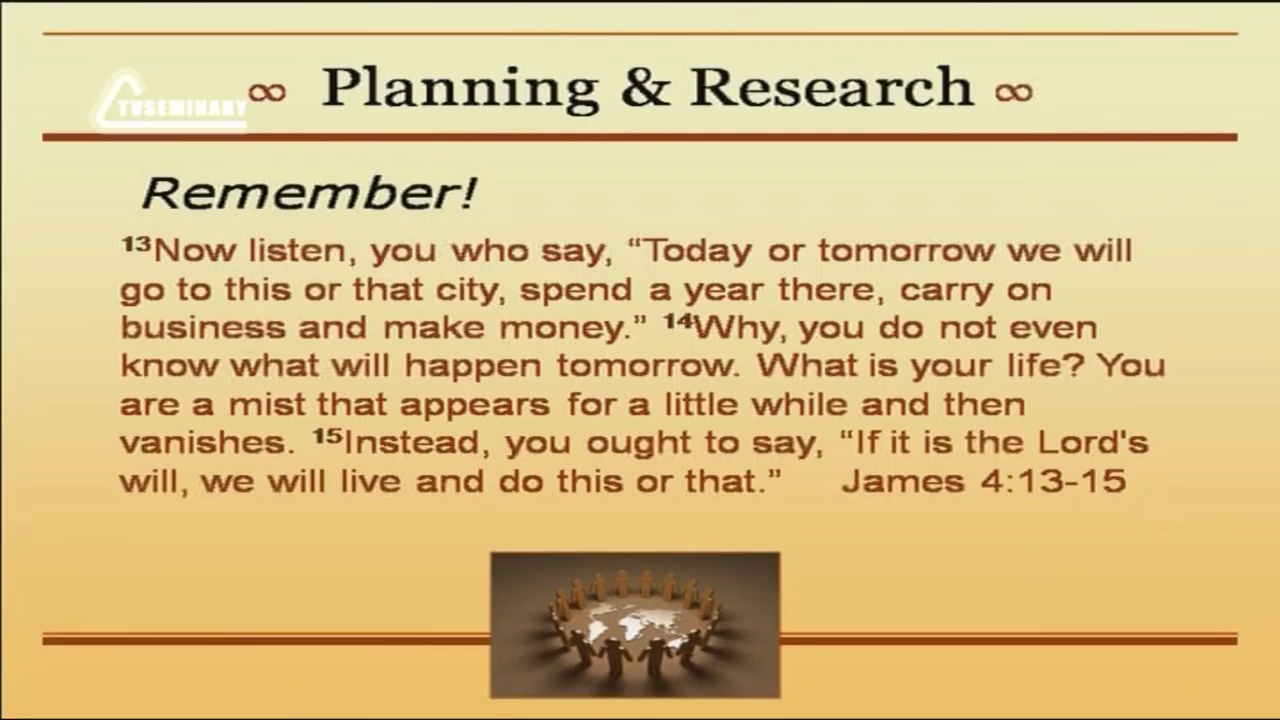 TVSEMINARY
∞ Planning & Research ∞
Remember!
¹³Now listen, you who say, “Today or tomorrow we will
go to this or that city, spend a year there, carry on
business and make money.” ¹⁴Why, you do not even
know what will happen tomorrow. What is your life? You
are a mist that appears for a little while and then
vanishes. ¹⁵Instead, you ought to say, “If it is the Lord's
will, we will live and do this or that.” James 4:13-15